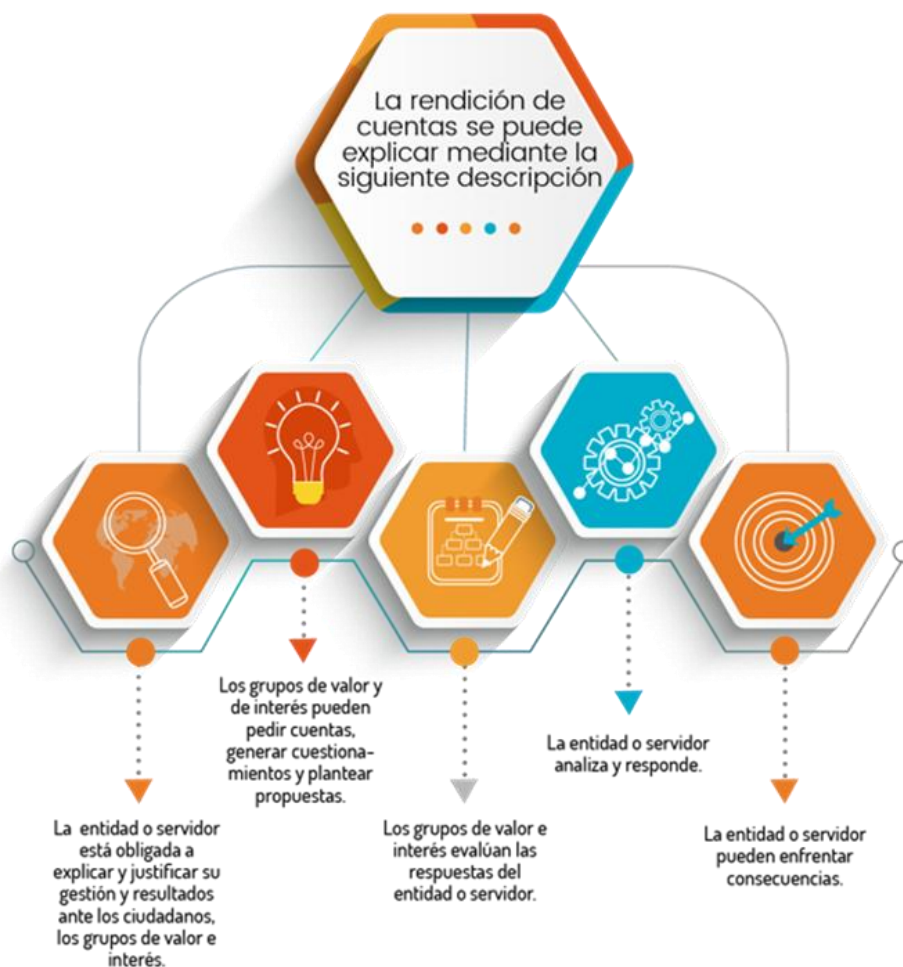 La rendición de
cuentas se puede
explicar mediante la
siguiente descripción
La entidad o servidor
está obligada a
explicar y justificar su
gestión y resultados
ante los ciudadanos,
los grupos de valor e
interés.
Los grupos de valor y
de interés pueden
pedir cuentas,
generar cuestiona-
mientos y plantear
propuestas.
Los grupos de valor e
interés evalúan las
respuestas del
entidad o servidor.
La entidad o servidor
analiza y responde.
La entidad o servidor
pueden enfrentar
consecuencias.